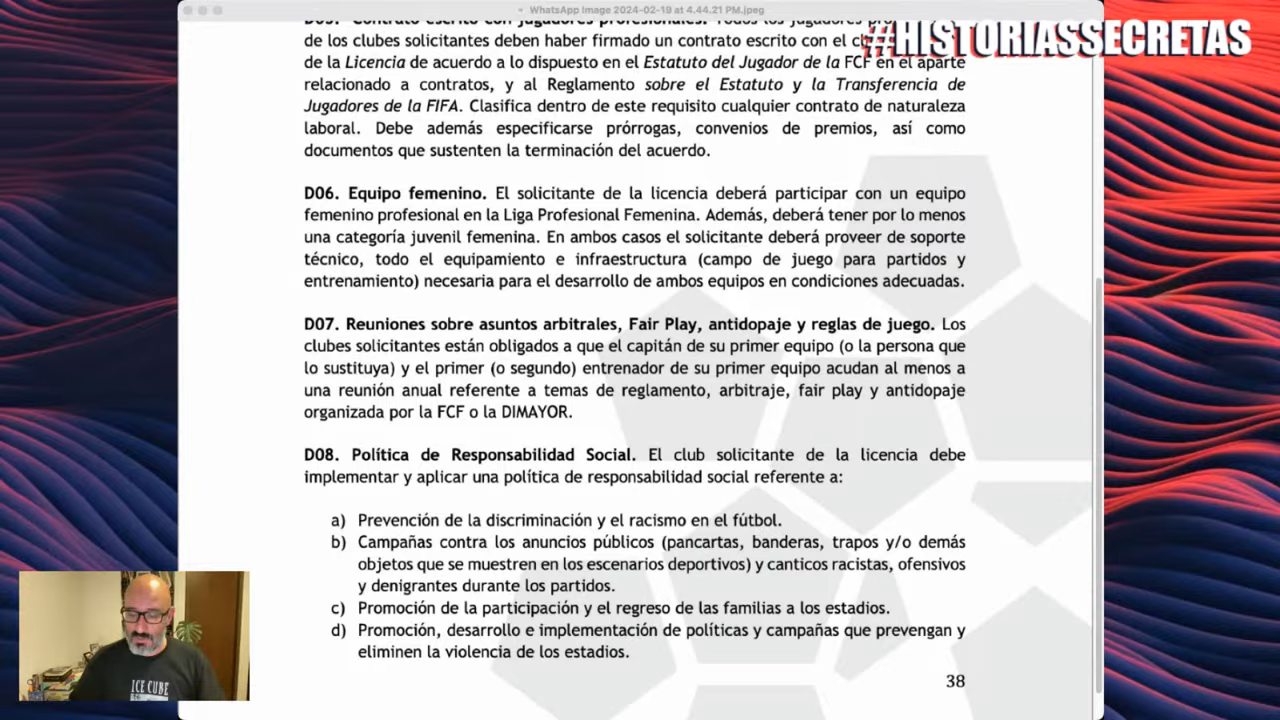 WhatsApp Image 2024-02-19 at 4.44.21 PM.jpeg
#HISTORIASSECRETAS
D05. Contrato escrito con jugadores profesionales. Todos los jugadores
de los clubes solicitantes deben haber firmado un contrato escrito con el
de la Licencia de acuerdo a lo dispuesto en el Estatuto del Jugador de la FCF en el aparte
relacionado a contratos, y al Reglamento sobre el Estatuto y la Transferencia de
Jugadores de la FIFA. Clasifica dentro de este requisito cualquier contrato de naturaleza
laboral. Debe además especificarse prórrogas, convenios de premios, así como
documentos que sustenten la terminación del acuerdo.
D06. Equipo femenino. El solicitante de la licencia deberá participar con un equipo
femenino profesional en la Liga Profesional Femenina. Además, deberá tener por lo menos
una categoría juvenil femenina. En ambos casos el solicitante deberá proveer de soporte
técnico, todo el equipamiento e infraestructura (campo de juego para partidos y
entrenamiento) necesaria para el desarrollo de ambos equipos en condiciones adecuadas.
D07. Reuniones sobre asuntos arbitrales, Fair Play, antidopaje y reglas de juego. Los
clubes solicitantes están obligados a que el capitán de su primer equipo (o la persona que
lo sustituya) y el primer (o segundo) entrenador de su primer equipo acudan al menos a
una reunión anual referente a temas de reglamento, arbitraje, fair play y antidopaje
organizada por la FCF o la DIMAYOR.
D08. Política de Responsabilidad Social. El club solicitante de la licencia debe
implementar y aplicar una política de responsabilidad social referente a:
a) Prevención de la discriminación y el racismo en el fútbol.
b) Campañas contra los anuncios públicos (pancartas, banderas, trapos y/o demás
objetos que se muestren en los escenarios deportivos) y canticos racistas, ofensivos
y denigrantes durante los partidos.
c) Promoción de la participación y el regreso de las familias a los estadios.
d) Promoción, desarrollo e implementación de políticas y campañas que prevengan y
eliminen la violencia de los estadios.
38
ICE CUBE